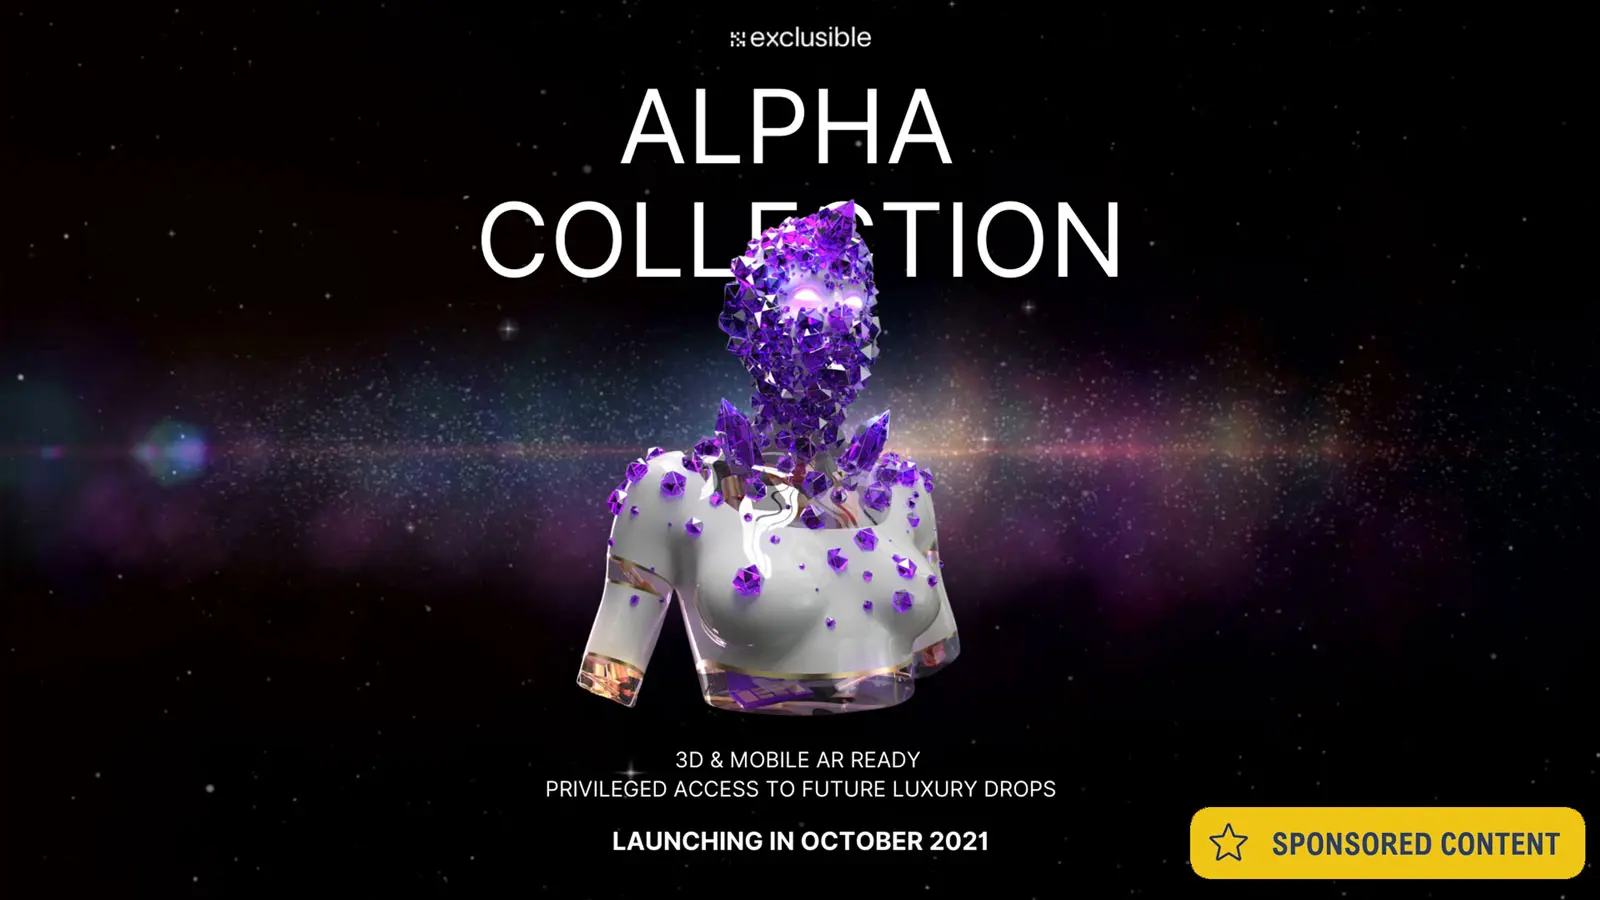 exclusible
ALPHA
COLLECTION
3D & MOBILE AR READY
PRIVILEGED ACCESS TO FUTURE LUXURY DROPS
LAUNCHING IN OCTOBER 2021
SPONSORED CONTENT